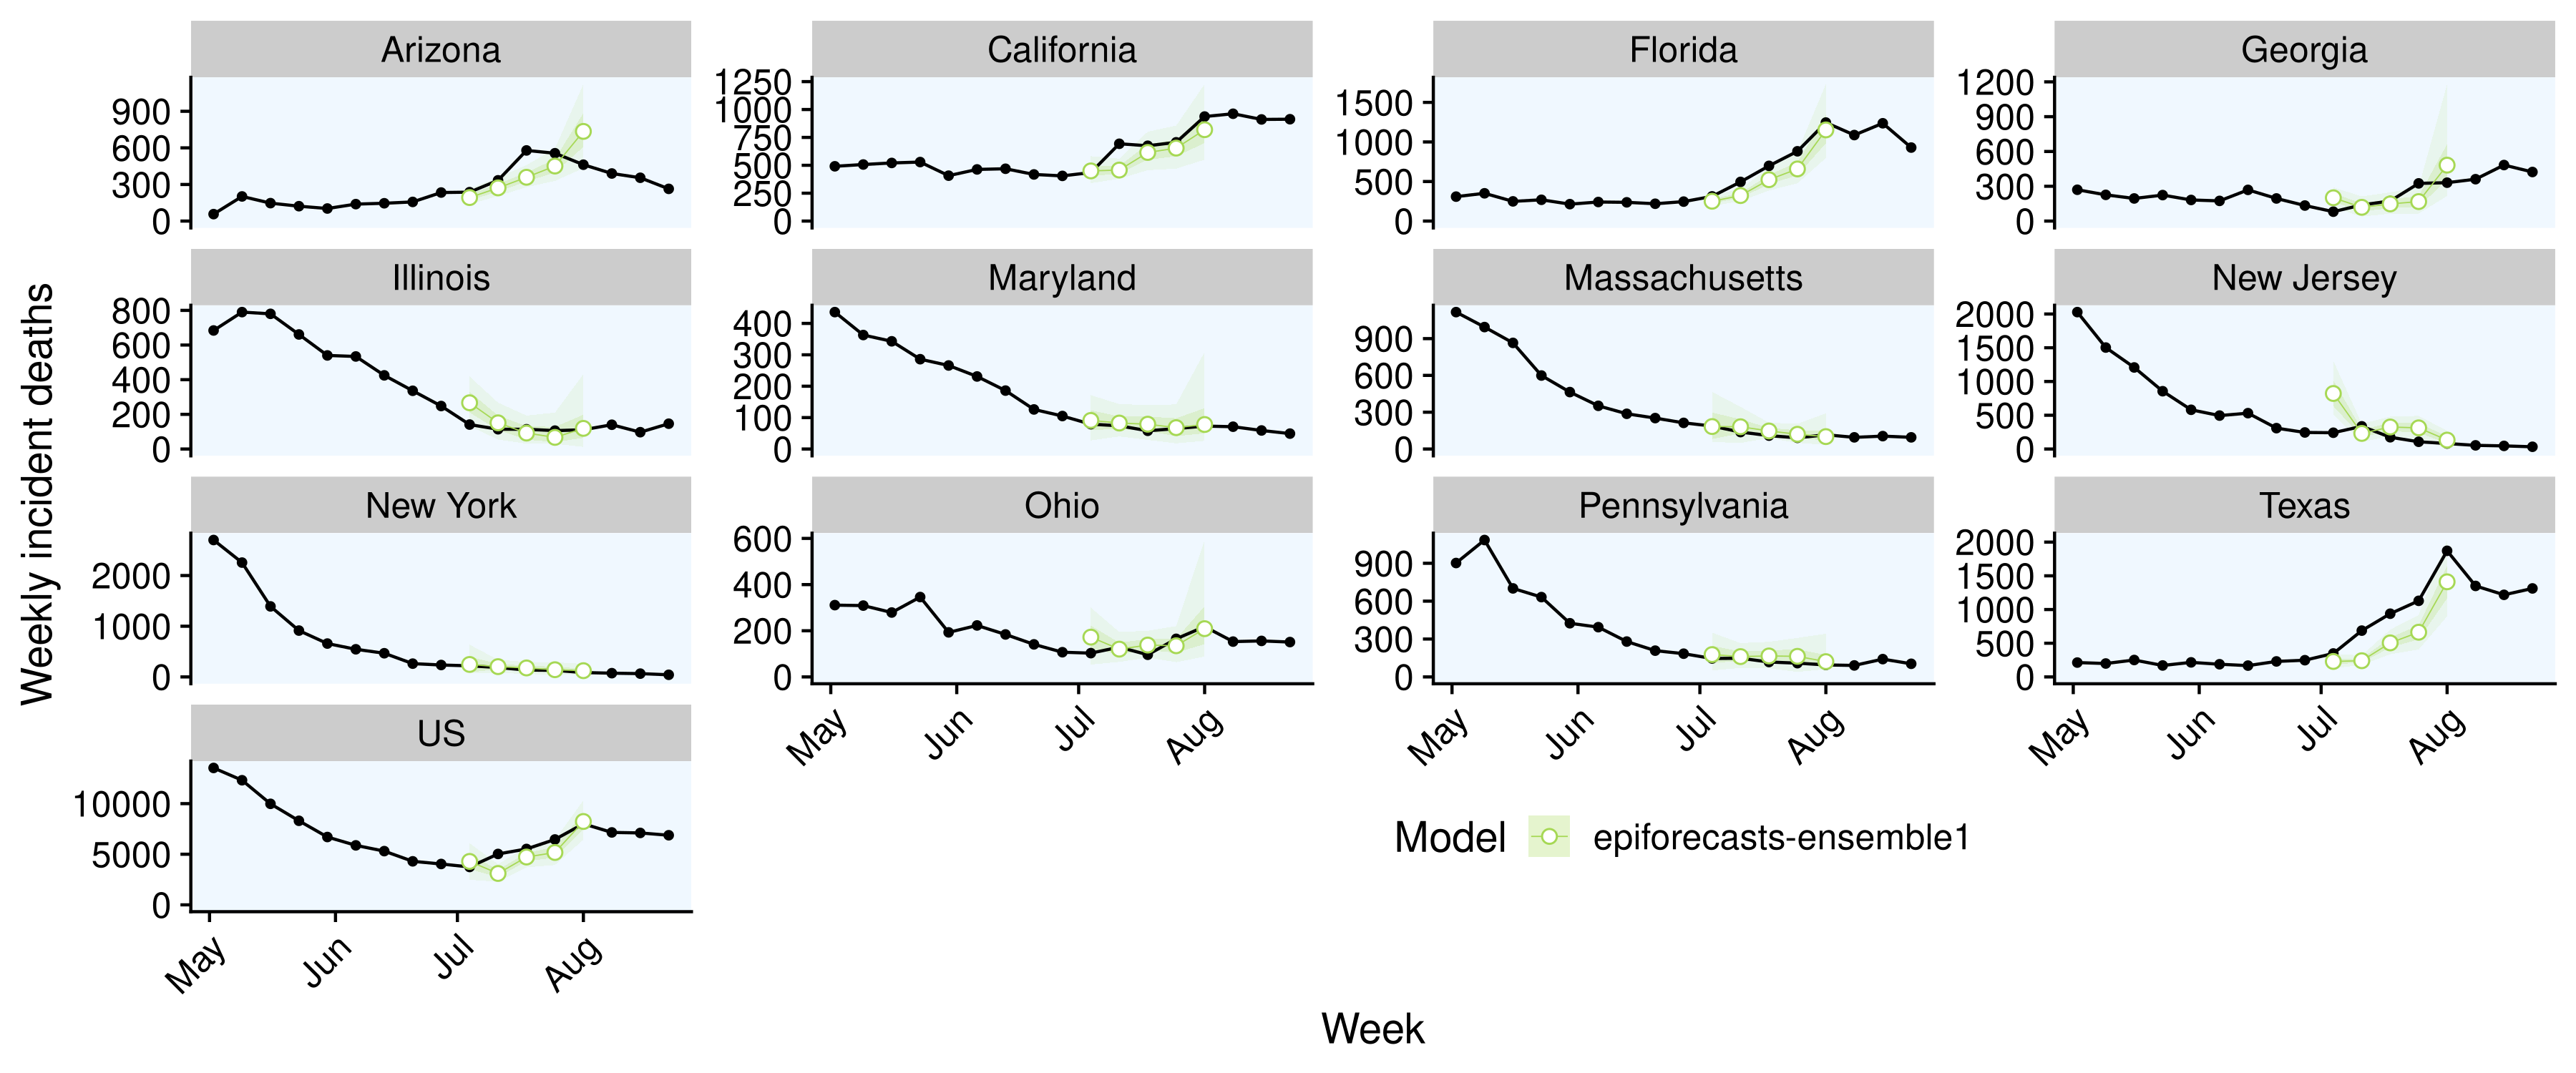 Arizona
California
Florida
Georgia
900
600
300
0
1250
1000
750
500
250
0
1500
1000
500
0
1200
900
600
300
0
Illinois
Maryland
Massachusetts
New Jersey
800
600
400
200
0
400
300
200
100
0
900
600
300
0
2000
1500
1000
500
0
New York
Ohio
Pennsylvania
Texas
2000
1000
0
600
400
200
0
900
600
300
0
2000
1500
1000
500
0
May Jun Jul Aug
May Jun Jul Aug
May Jun Jul Aug
US
10000
5000
0
May Jun Jul Aug
Weekly incident deaths
Model epiforecasts-ensemble1
Week